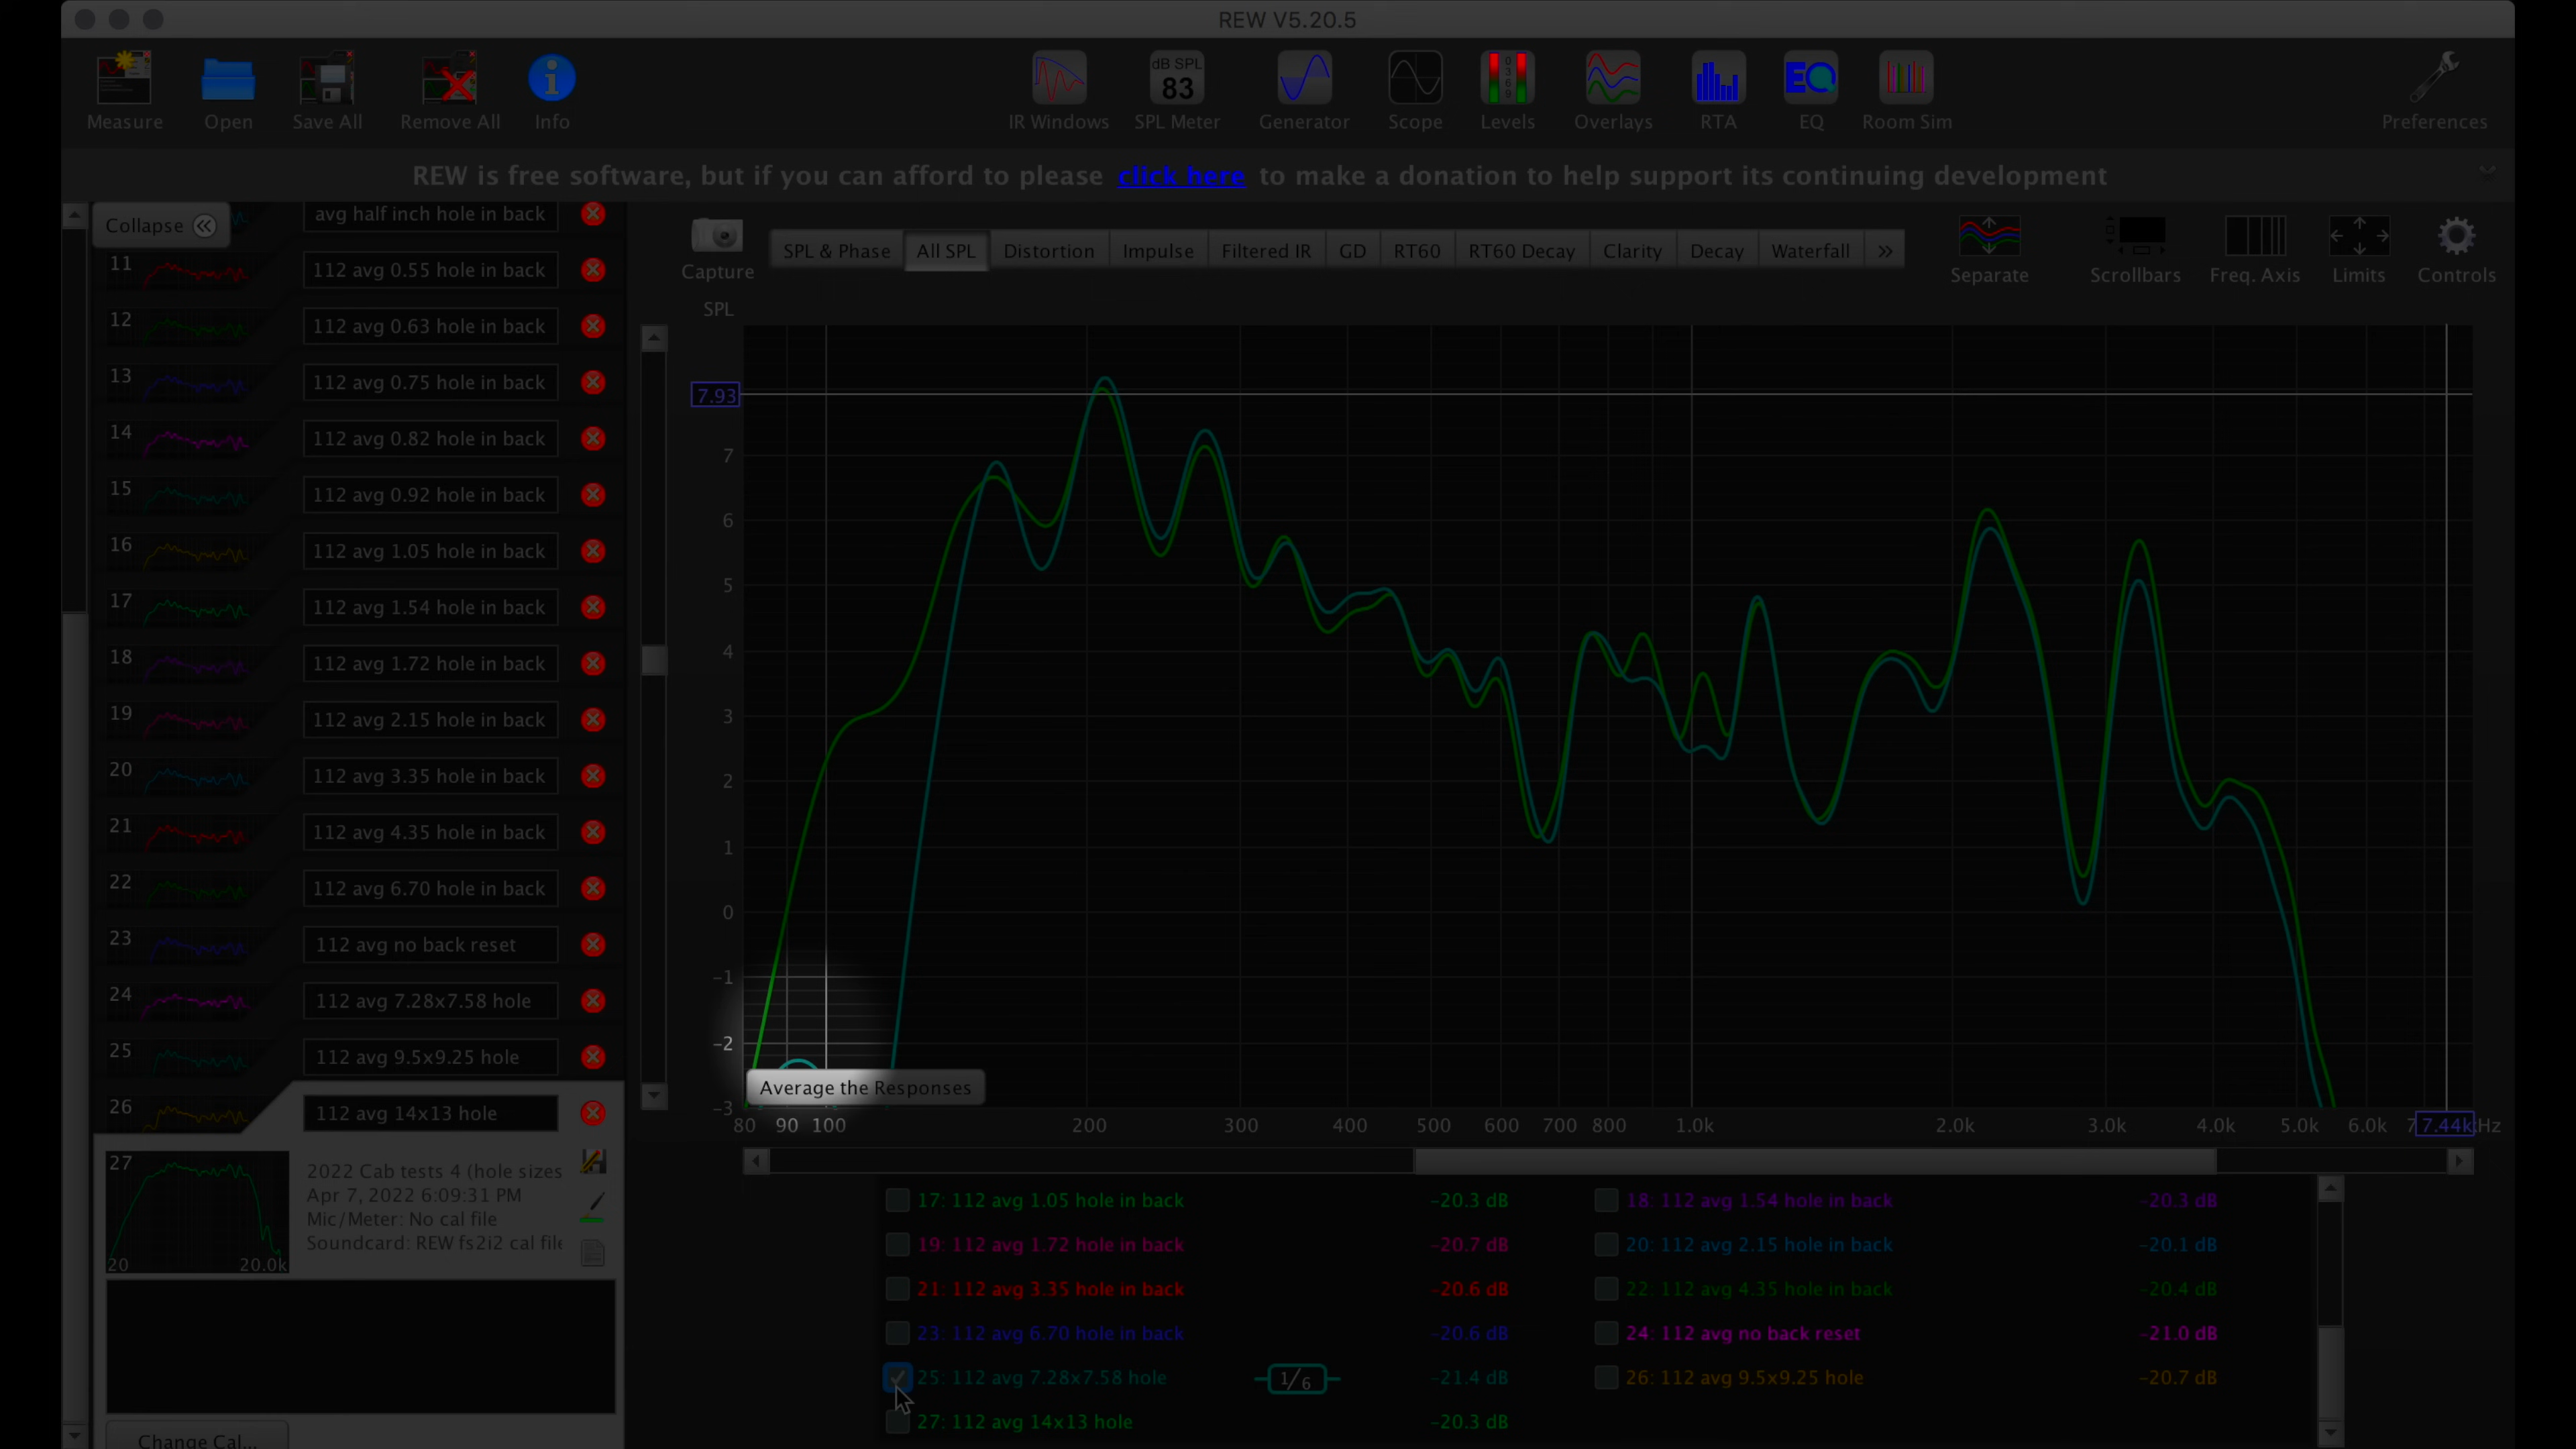 REW V5.20.5
Measure
Open
Save All
Remove All
Info
IR Windows
dB SPL
83
SPL Meter
Generator
Scope
0 3 6 9
Levels
Overlays
RTA
EQ
EQ
Room Sim
Preferences
REW is free software, but if you can afford to please click here to make a donation to help support its continuing development
Collapse
avg half inch hole in back
11 112 avg 0.55 hole in back
12 112 avg 0.63 hole in back
13 112 avg 0.75 hole in back
14 112 avg 0.82 hole in back
15 112 avg 0.92 hole in back
16 112 avg 1.05 hole in back
17 112 avg 1.54 hole in back
18 112 avg 1.72 hole in back
19 112 avg 2.15 hole in back
20 112 avg 3.35 hole in back
21 112 avg 4.35 hole in back
22 112 avg 6.70 hole in back
23 112 avg no back reset
24 112 avg 7.28x7.58 hole
25 112 avg 9.5x9.25 hole
26 112 avg 14x13 hole
27
20 20.0k
2022 Cab tests 4 (hole sizes
Apr 7, 2022 6:09:31 PM
Mic/Meter: No cal file
Soundcard: REW fs2i2 cal file
Change Cal...
Capture
SPL & Phase All SPL Distortion Impulse Filtered IR GD RT60 RT60 Decay Clarity Decay Waterfall »
Separate
Scrollbars
Freq. Axis
Limits
Controls
SPL
7.93
7
6
5
4
3
2
1
0
-1
-2
-3
Average the Responses
80 90 100 200 300 400 500 600 700 800 1.0k 2.0k 3.0k 4.0k 5.0k 6.0k 7 7.44k Hz
17: 112 avg 1.05 hole in back -20.3 dB
18: 112 avg 1.54 hole in back -20.3 dB
19: 112 avg 1.72 hole in back -20.7 dB
20: 112 avg 2.15 hole in back -20.1 dB
21: 112 avg 3.35 hole in back -20.6 dB
22: 112 avg 4.35 hole in back -20.4 dB
23: 112 avg 6.70 hole in back -20.6 dB
24: 112 avg no back reset -21.0 dB
25: 112 avg 7.28x7.58 hole 1/6 -21.4 dB
26: 112 avg 9.5x9.25 hole -20.7 dB
27: 112 avg 14x13 hole -20.3 dB